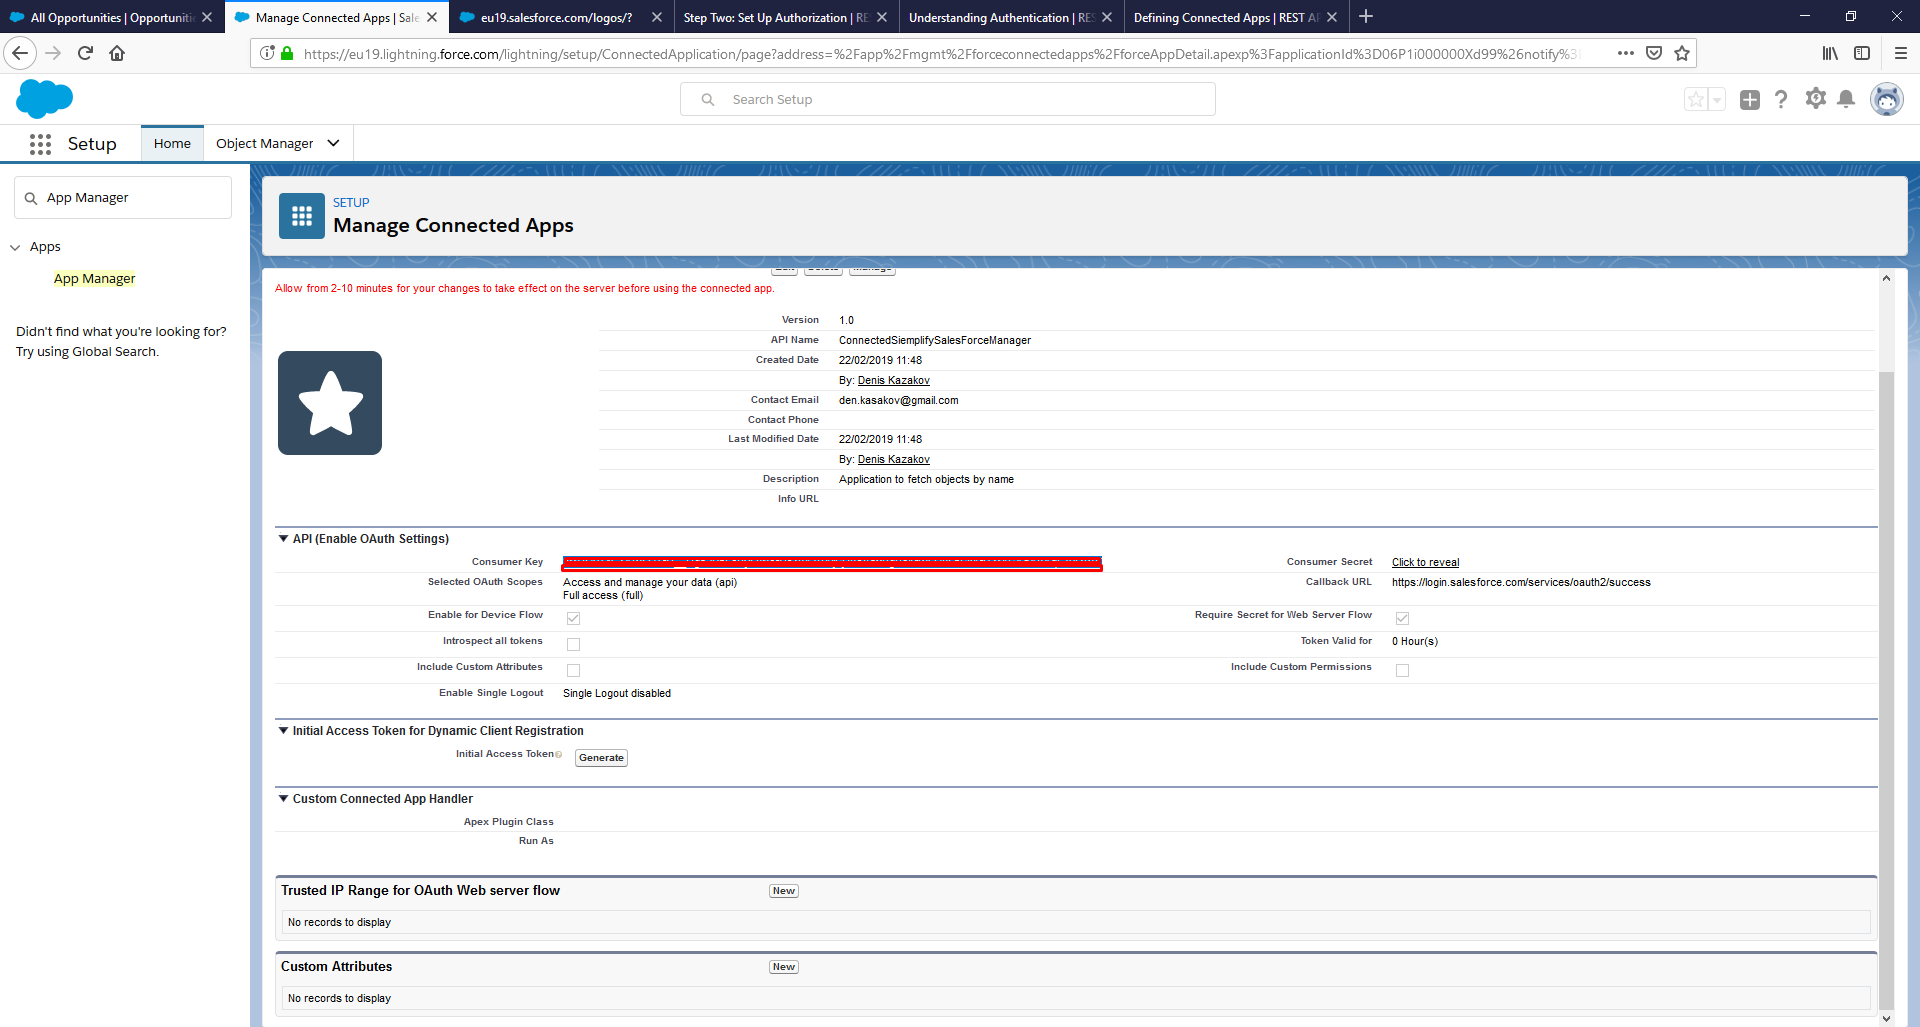 All Opportunities | Opportuniti
Manage Connected Apps | Sale
eu19.salesforce.com/logos/?
Step Two: Set Up Authorization | RE
Understanding Authentication | RE
Defining Connected Apps | REST A
https://eu19.lightning.force.com/lightning/setup/ConnectedApplication/page?address=%2Fapp%2Fmgmt%2Fforceconnectedapps%2FforceAppDetail.apexp%3FapplicationId%3D06P1i000000Xd99%26notify%3
Search Setup
Setup
Home
Object Manager
App Manager
Apps
App Manager
Didn't find what you're looking for?
Try using Global Search.
SETUP
Manage Connected Apps
Edit Delete Manage
Allow from 2-10 minutes for your changes to take effect on the server before using the connected app.
Version 1.0
API Name ConnectedSiemplifySalesForceManager
Created Date 22/02/2019 11:48
By: Denis Kazakov
Contact Email den.kasakov@gmail.com
Contact Phone
Last Modified Date 22/02/2019 11:48
By: Denis Kazakov
Description Application to fetch objects by name
Info URL
API (Enable OAuth Settings)
Consumer Key Consumer Secret Click to reveal
Selected OAuth Scopes Access and manage your data (api) Callback URL https://login.salesforce.com/services/oauth2/success
Full access (full)
Enable for Device Flow Require Secret for Web Server Flow
Introspect all tokens Token Valid for 0 Hour(s)
Include Custom Attributes Include Custom Permissions
Enable Single Logout Single Logout disabled
Initial Access Token for Dynamic Client Registration
Initial Access Token Generate
Custom Connected App Handler
Apex Plugin Class
Run As
Trusted IP Range for OAuth Web server flow New
No records to display
Custom Attributes New
No records to display